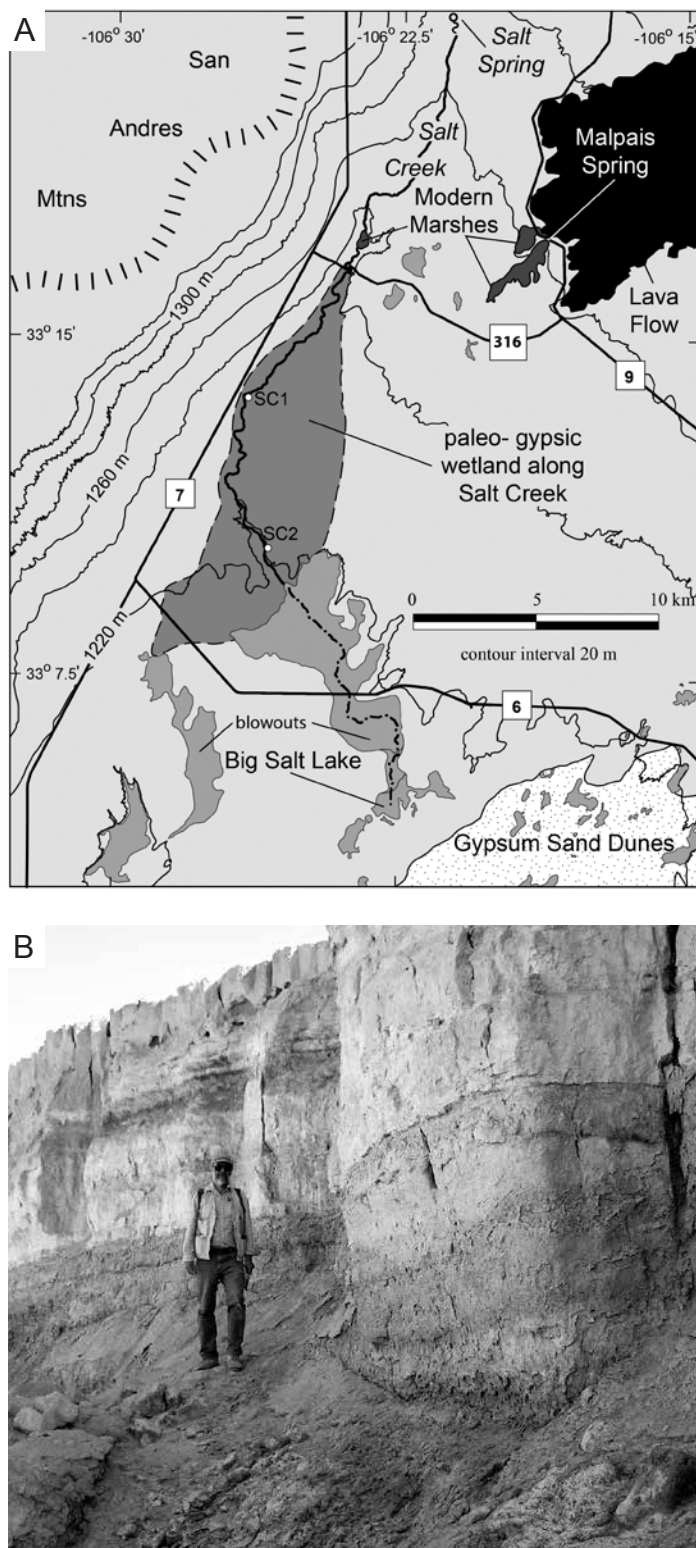 A
-106° 30'
-106° 22.5'
-106° 15'
San
Andres
Mtns
Salt
Spring
Salt
Creek
Malpais
Spring
Modern
Marshes
1300 m
Lava
Flow
33° 15'
316
9
SC1
1260 m
7
paleo- gypsic
wetland along
Salt Creek
SC2
0 5 10 km
contour interval 20 m
1220 m
33° 7.5'
6
blowouts
Big Salt Lake
Gypsum Sand Dunes
B